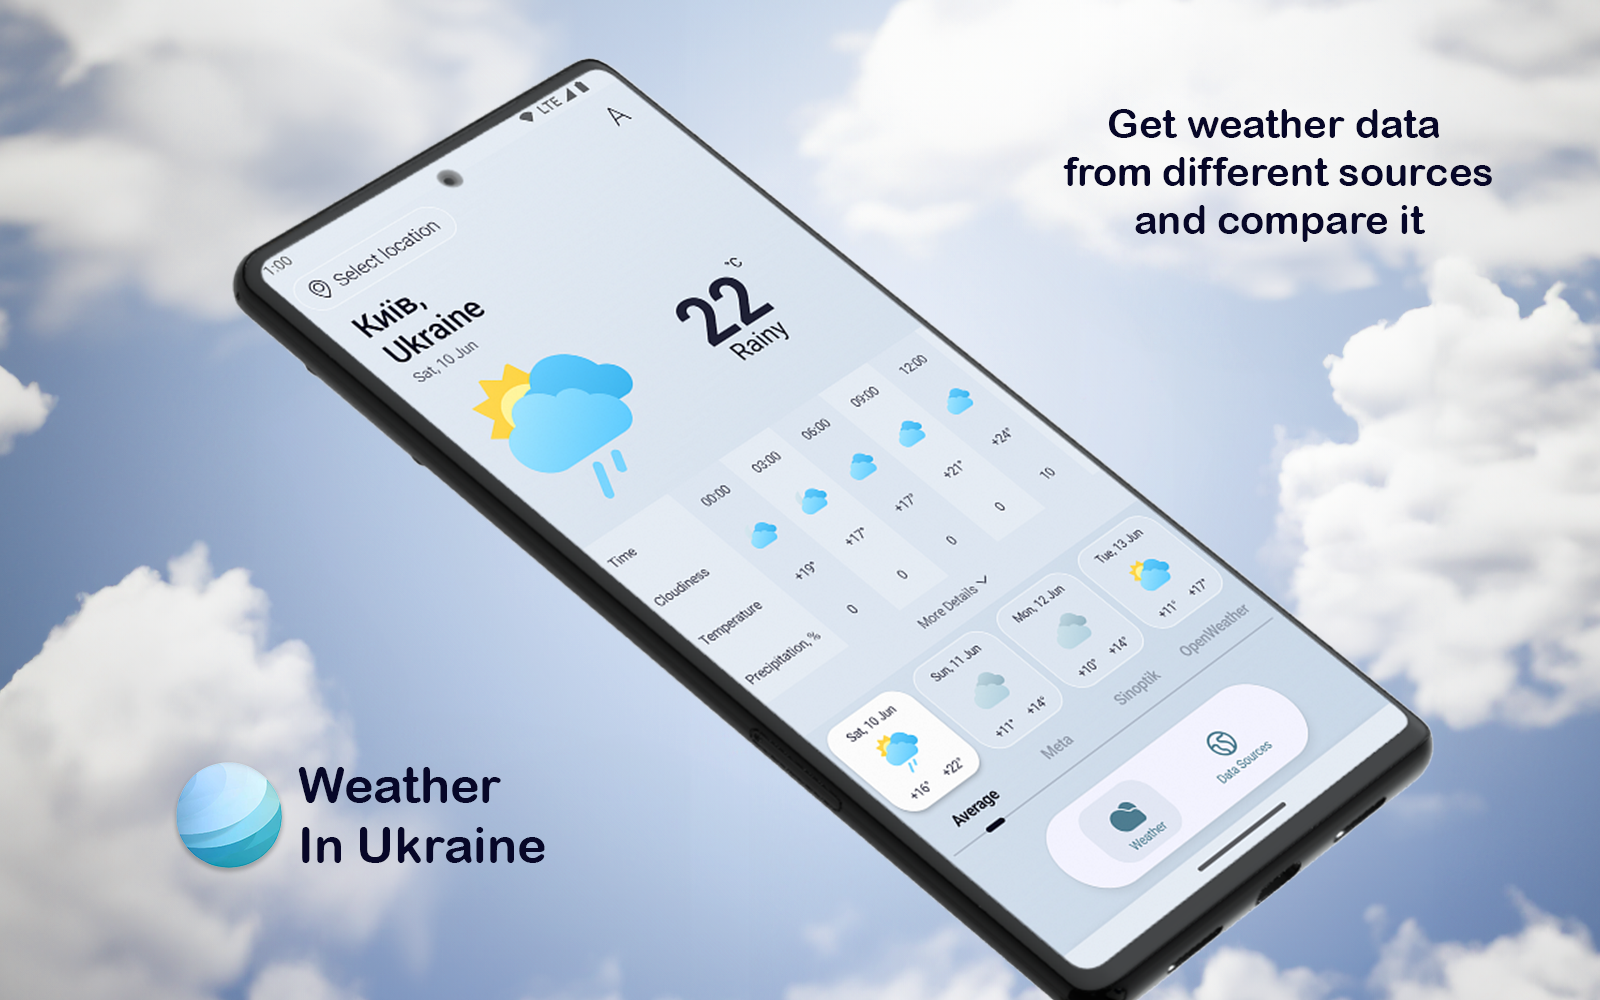 Get weather data
from different sources
and compare it
1:00
LTE
A
Select location
Київ,
Ukraine
Sat, 10 Jun
22
°C
Rainy
Time 00:00 03:00 06:00 09:00 12:00
Cloudiness
Temperature +19° +17° +17° +21° +24°
Precipitation,% 0 0 0 0 10
More Details
Sat, 10 Jun
+16° +22°
Sun, 11 Jun
+11° +14°
Mon, 12 Jun
+10° +14°
Tue, 13 Jun
+11° +17°
Average Meta Sinoptik OpenWeather
Weather
Data Sources
Weather
In Ukraine